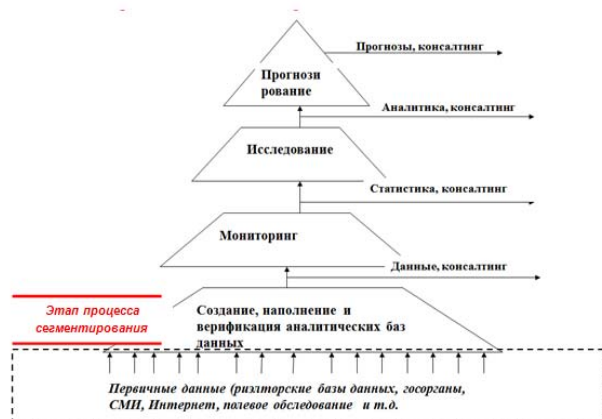 Прогнозы, консалтинг
Прогнози
рование
Аналитика, консалтинг
Исследование
Статистика, консалтинг
Мониторинг
Данные, консалтинг
Этап процесса
сегментирования
Создание, наполнение и
верификация аналитических баз
данных
Первичные данные (риэлторские базы данных, госорганы,
СМИ, Интернет, полевое обследование и т.д.